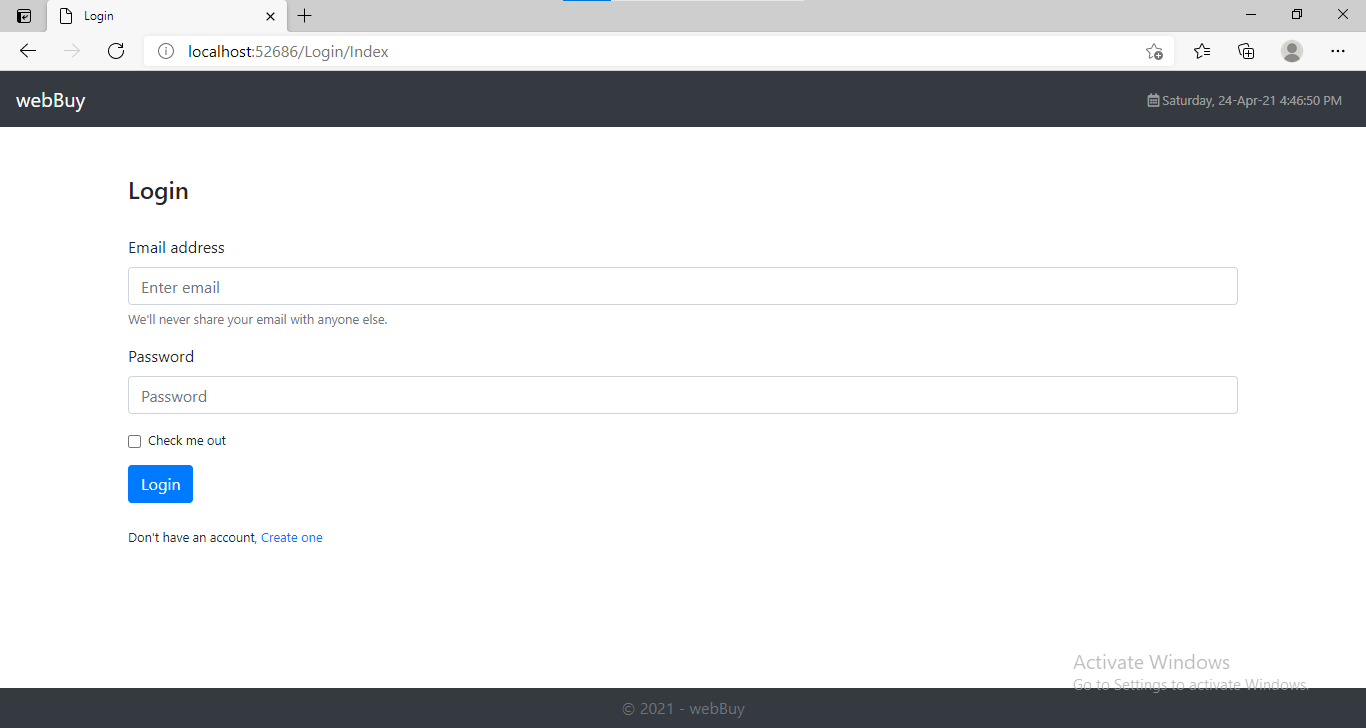 Login
localhost:52686/Login/Index
webBuy
Saturday, 24-Apr-21 4:46:50 PM
Login
Email address
Enter email
We'll never share your email with anyone else.
Password
Password
Check me out
Login
Don't have an account, Create one
Activate Windows
Go to Settings to activate Windows.
© 2021 - webBuy